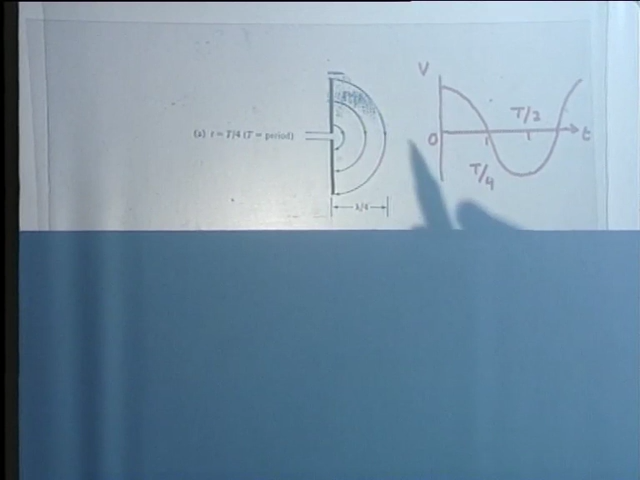 V
T/2
(a) t = T/4 (T = period)
0
t
T/4
λ/4